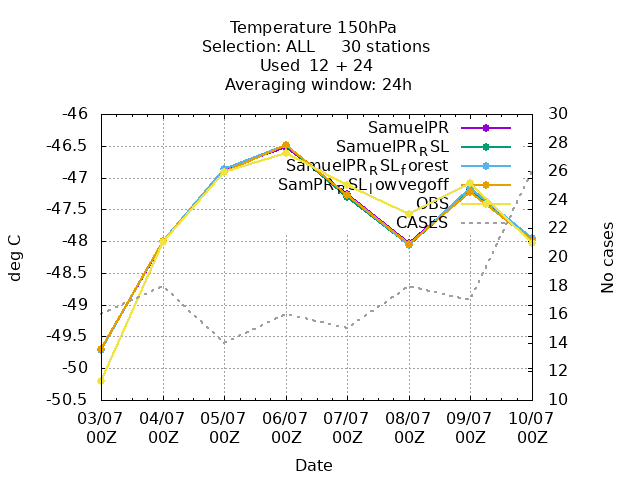 Temperature 150hPa
Selection: ALL 30 stations
Used 12 + 24
Averaging window: 24h
deg C
-46
-46.5
-47
-47.5
-48
-48.5
-49
-49.5
-50
-50.5
SamuelPR
SamuelPR_RSL
SamuelPR_RSL_forest
SamPR_RSL_lowvegoff
OBS
CASES
30
28
26
24
22
20
18
16
14
12
10
No cases
03/07 04/07 05/07 06/07 07/07 08/07 09/07 10/07
00Z 00Z 00Z 00Z 00Z 00Z 00Z 00Z
Date